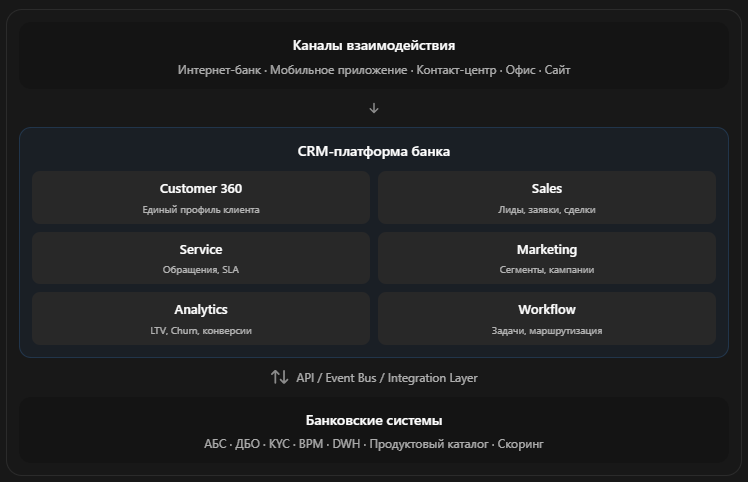 Каналы взаимодействия
Интернет-банк · Мобильное приложение · Контакт-центр · Офис · Сайт
CRM-платформа банка
Customer 360
Единый профиль клиента
Sales
Лиды, заявки, сделки
Service
Обращения, SLA
Marketing
Сегменты, кампании
Analytics
LTV, Churn, конверсии
Workflow
Задачи, маршрутизация
API / Event Bus / Integration Layer
Банковские системы
АБС · ДБО · KYC · BPM · DWH · Продуктовый каталог · Скоринг